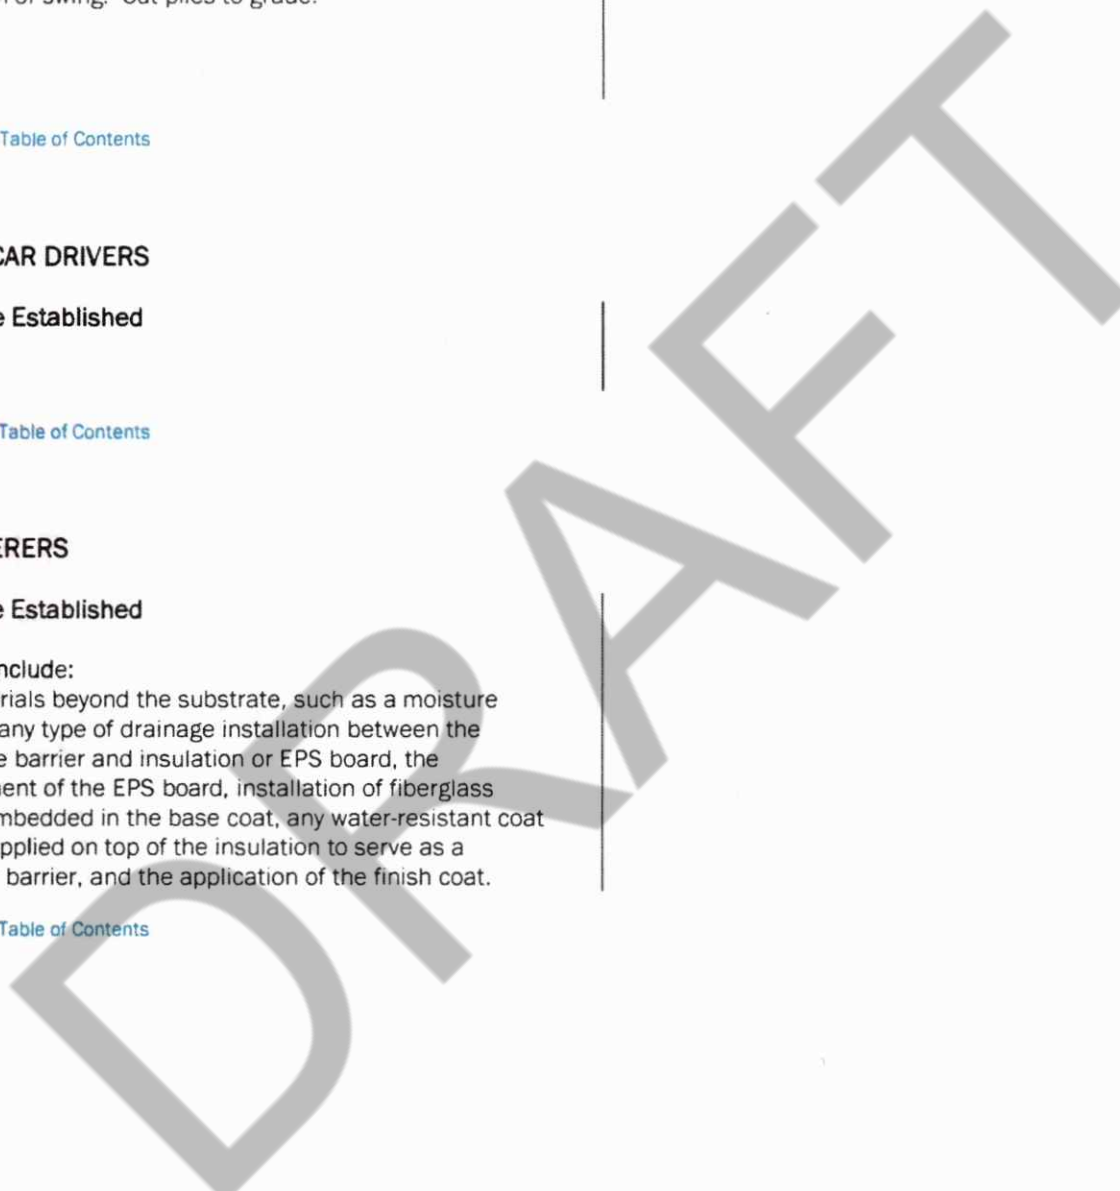 Cut piles to grade.
Table of Contents
CAR DRIVERS
e Established
Table of Contents
ERERS
e Established
nclude:
rials beyond the substrate, such as a moisture
any type of drainage installation between the
e barrier and insulation or EPS board, the
ent of the EPS board, installation of fiberglass
mbedded in the base coat, any water-resistant coat
pplied on top of the insulation to serve as a
barrier, and the application of the finish coat.
Table of Contents
DRAFT